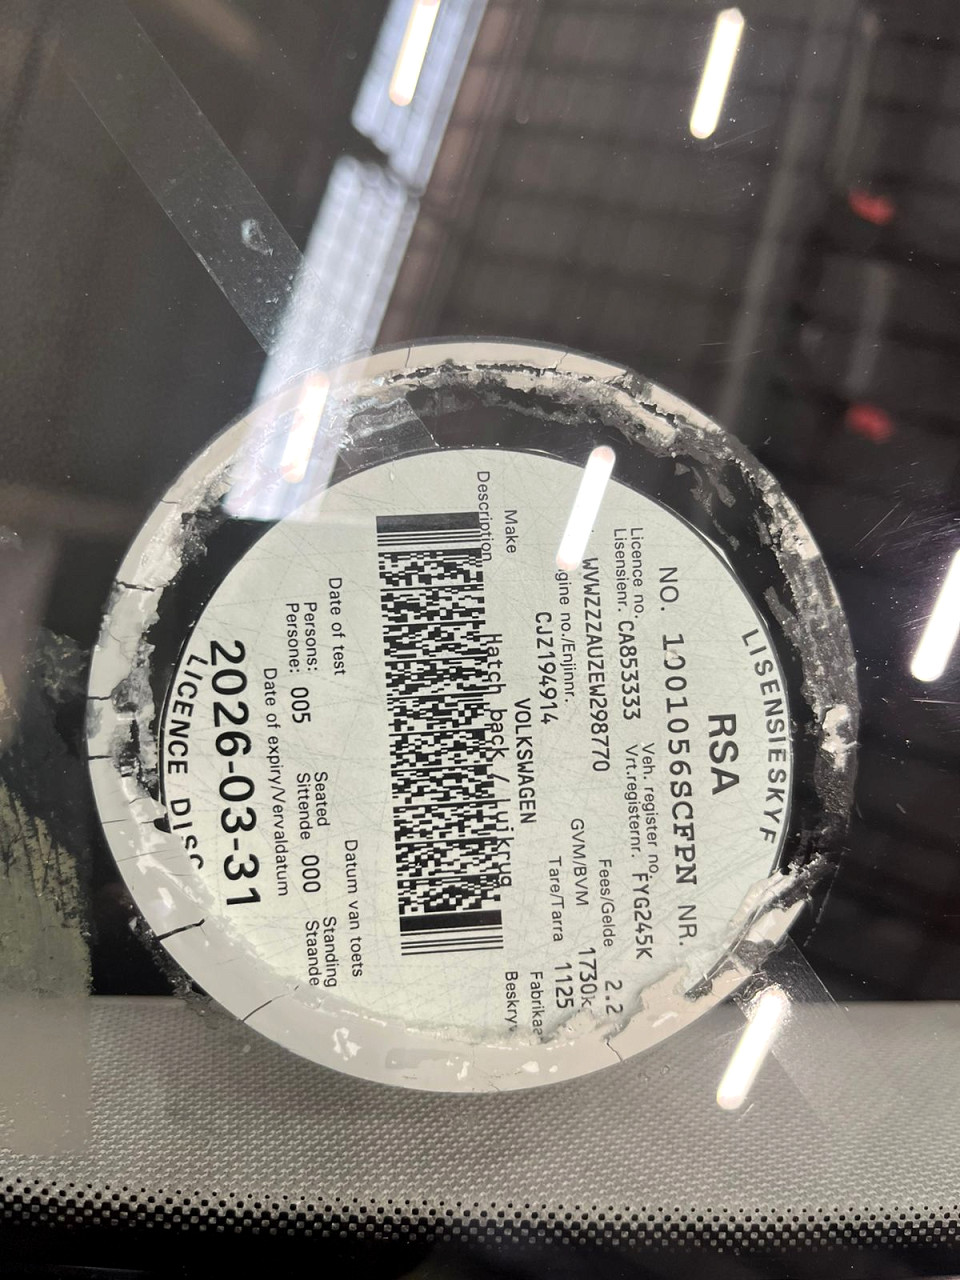 LISENSIESKYF
RSA
NO. 1001056SCFPN NR.
Licence no. Veh. register no.
Lisensienr. CA853333 Vrt.registernr. FYG245K
Fees/Gelde 2.2
WVWZZZAUZEW298770 GVM/BVM 1730k
gine no./Enjinnr. Tare/Tarra 1125
CJZ194914
Make VOLKSWAGEN
Description Hatch back / Luikrug
Date of test Datum van toets
Persons: Seated Standing
Persone: 005 Sittende 000 Staande
Date of expiry/Vervaldatum
2026-03-31
LICENCE DISC